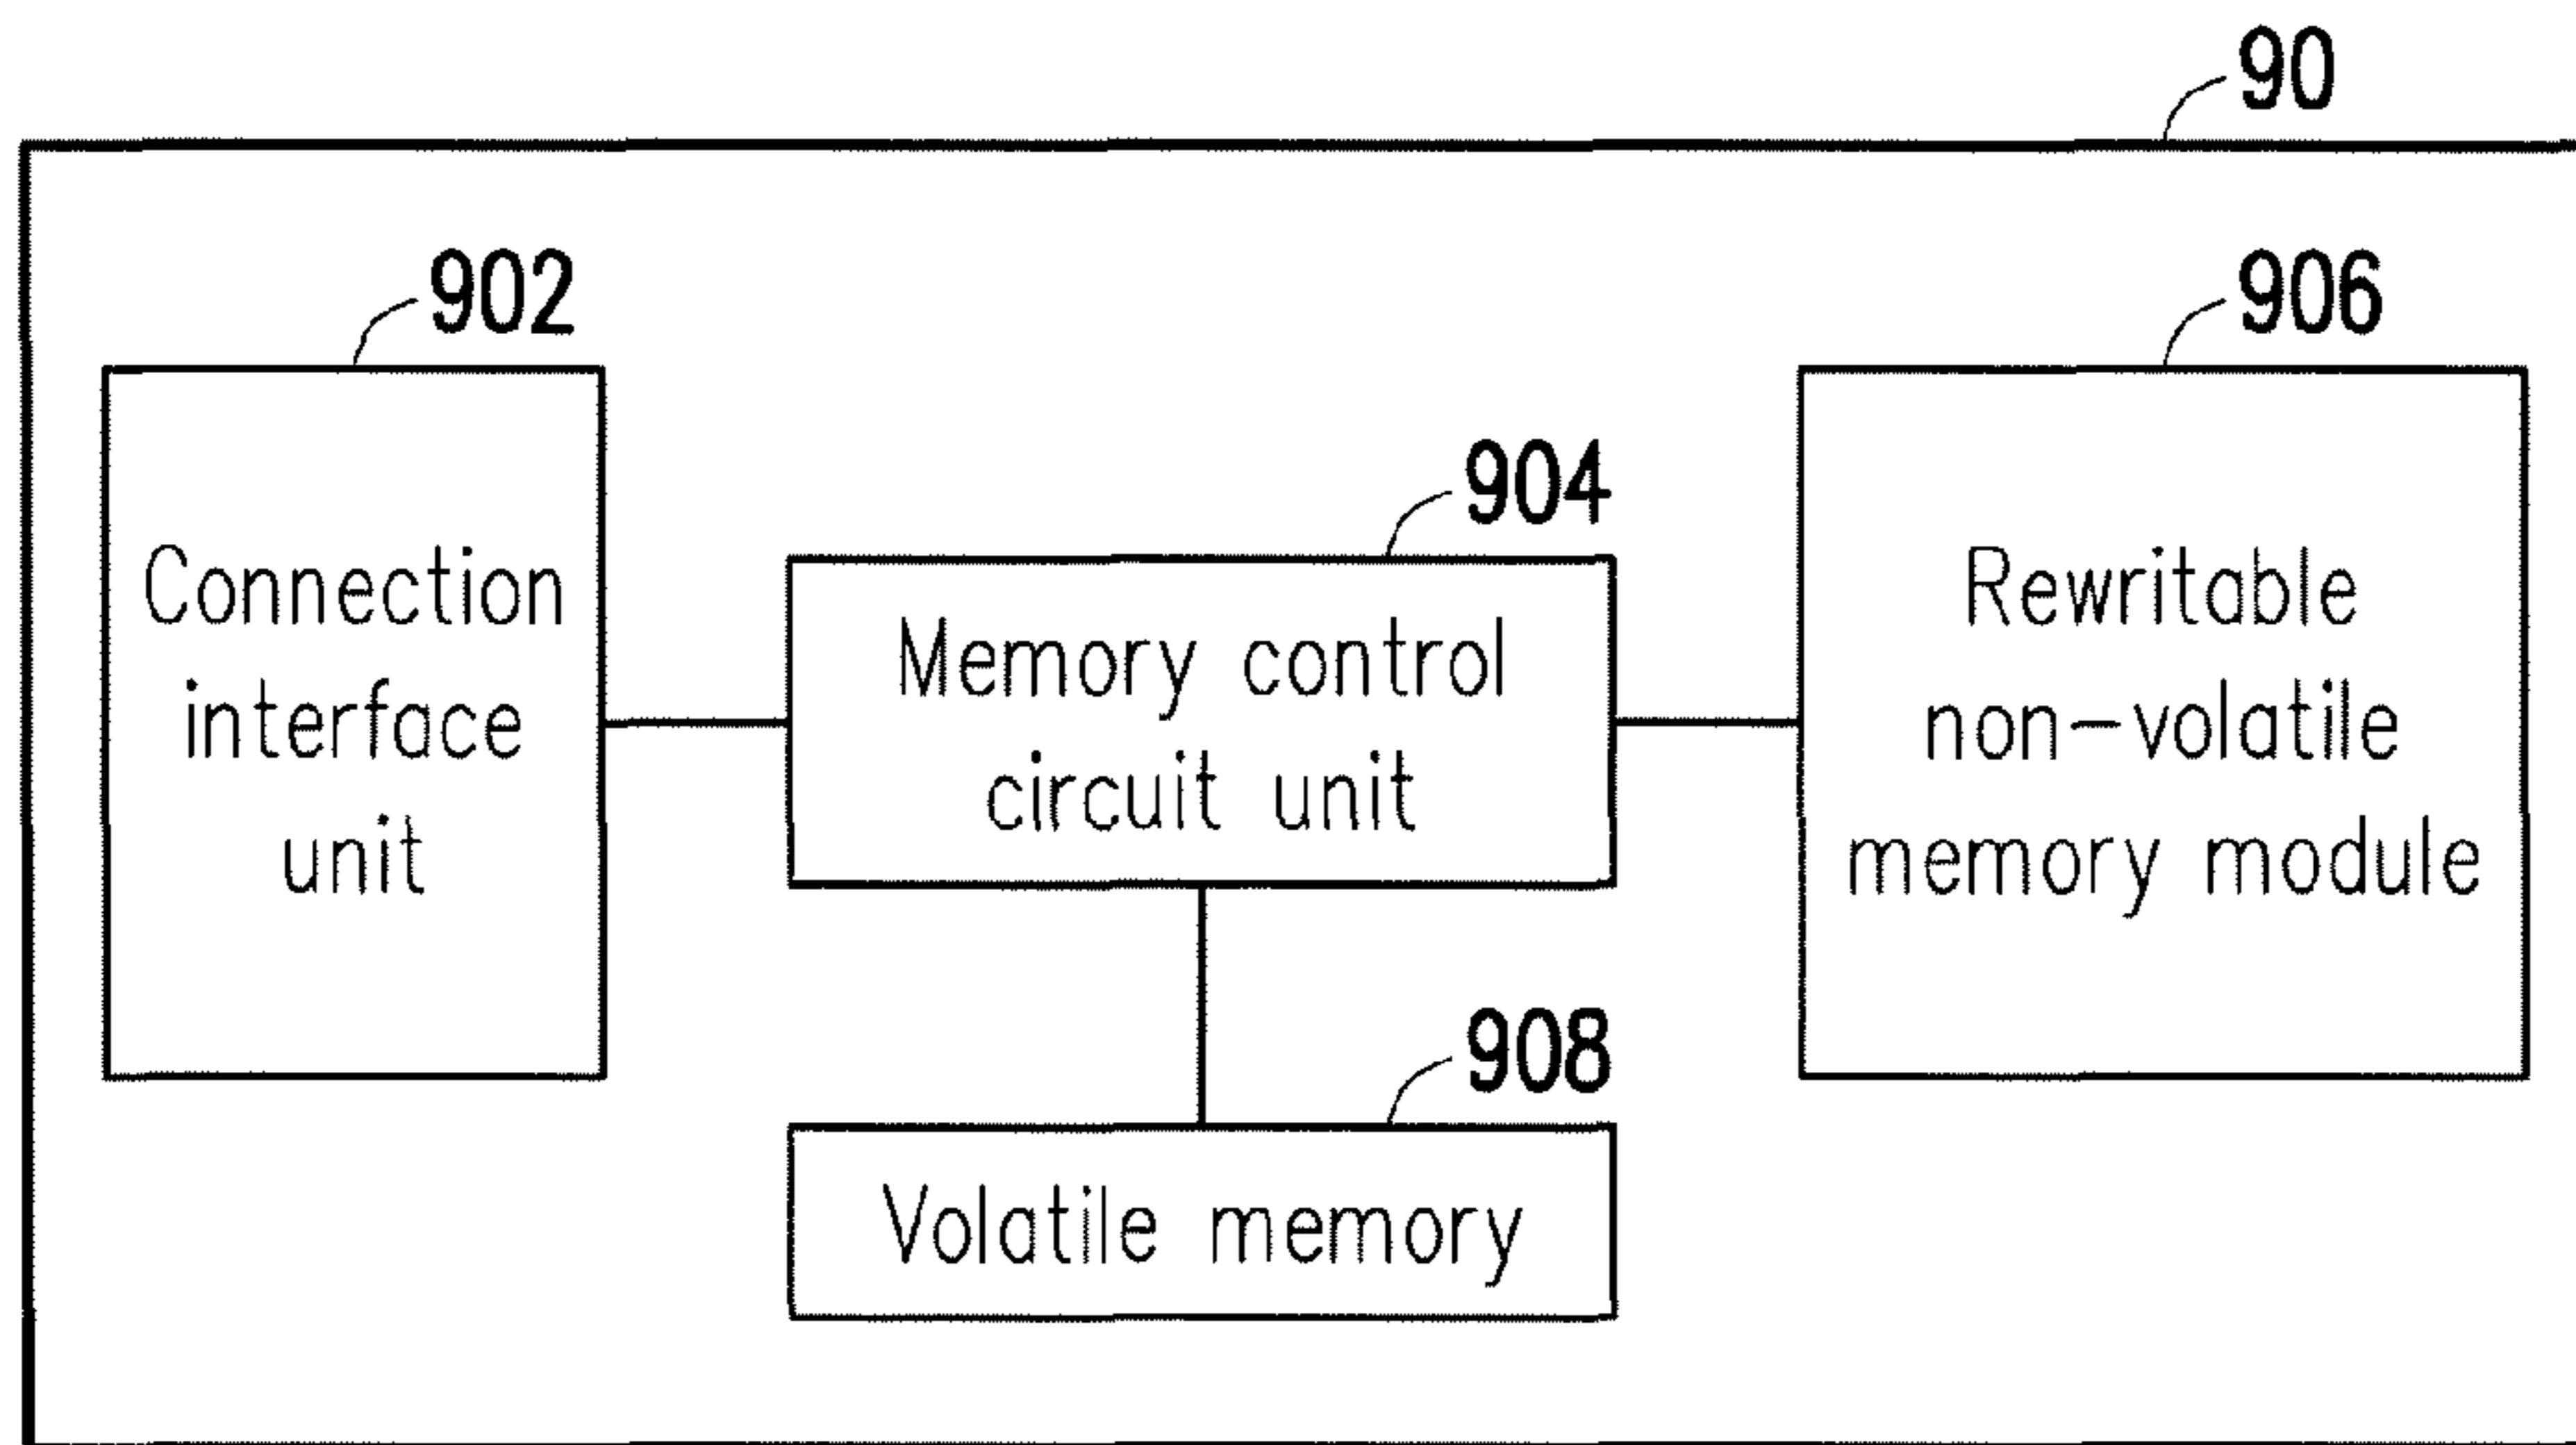 90
902
906
904
Connection
interface
unit
Memory control
circuit unit
Rewritable
non-volatile
memory module
908
Volatile memory